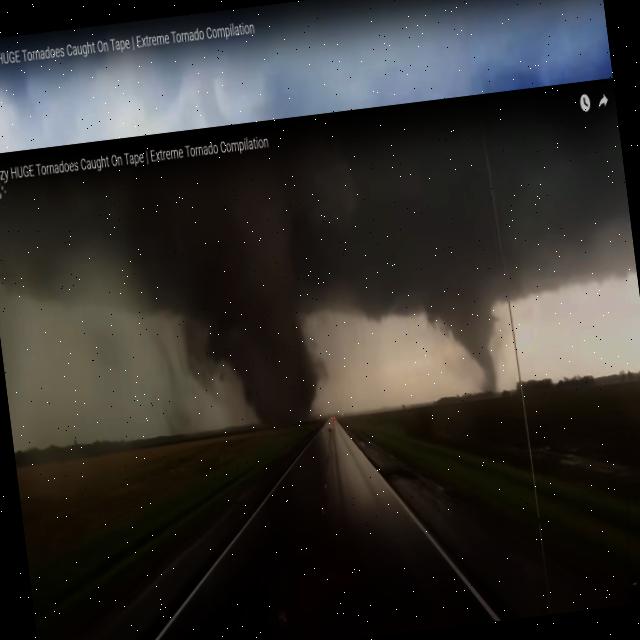 HUGE Tornadoes Caught On Tape | Extreme Tornado Compilation
zy HUGE Tornadoes Caught On Tape | Extreme Tornado Compilation